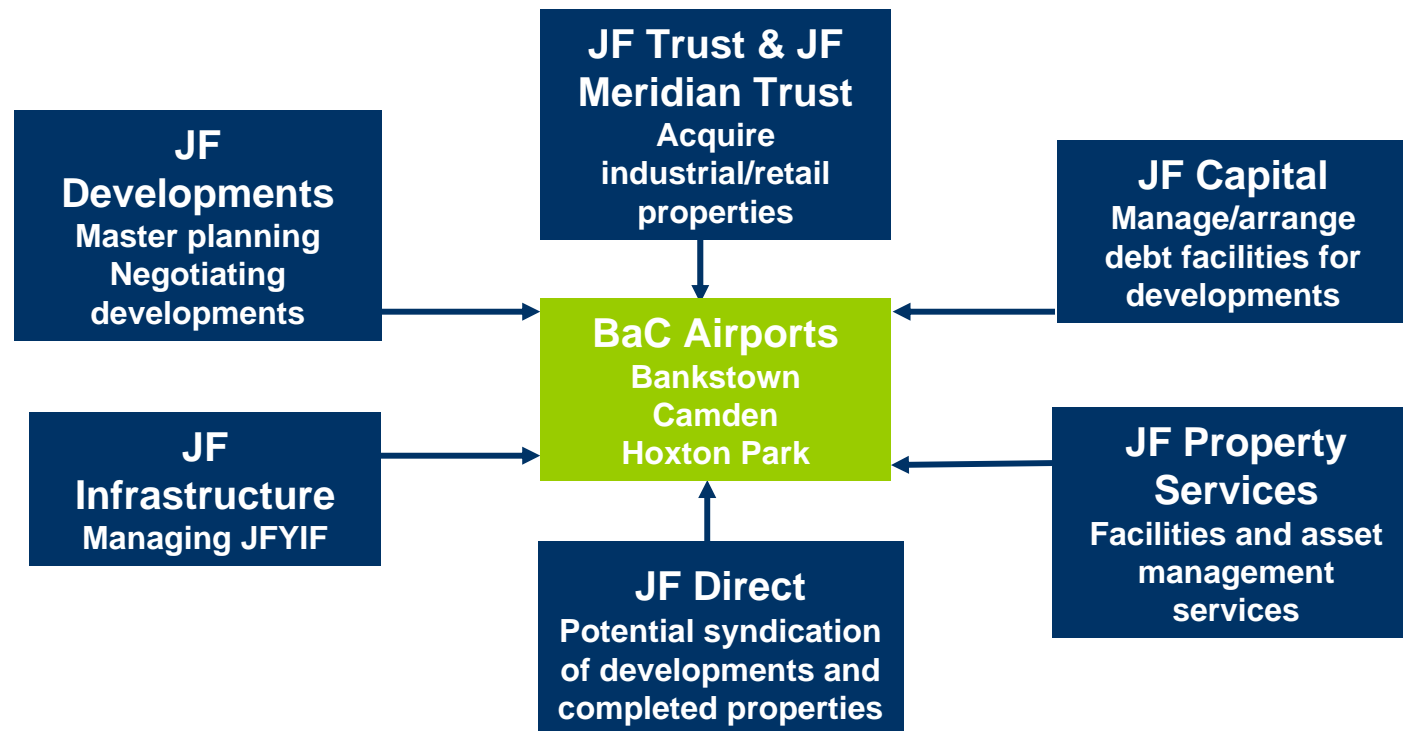 JF Trust & JF
Meridian Trust
Acquire
industrial/retail
properties
JF
Developments
Master planning
Negotiating
developments
JF Capital
Manage/arrange
debt facilities for
developments
BaC Airports
Bankstown
Camden
Hoxton Park
JF
Infrastructure
Managing JFYIF
JF Property
Services
Facilities and asset
management
services
JF Direct
Potential syndication
of developments and
completed properties